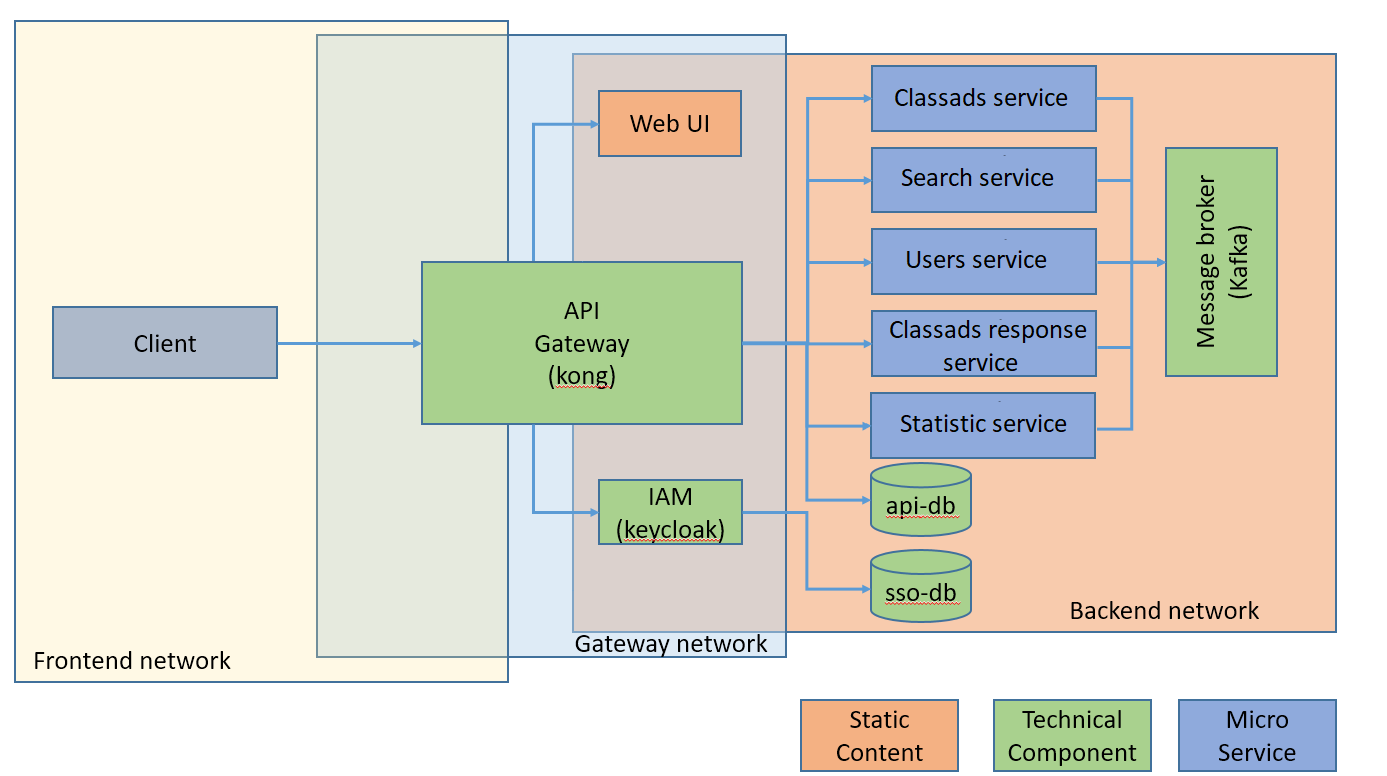 Client
Frontend network
API
Gateway
(kong)
Web UI
IAM
(keycloak)
Gateway network
Classads service
Search service
Users service
Classads response
service
Statistic service
api-db
sso-db
Message broker
(Kafka)
Backend network
Static
Content
Technical
Component
Micro
Service